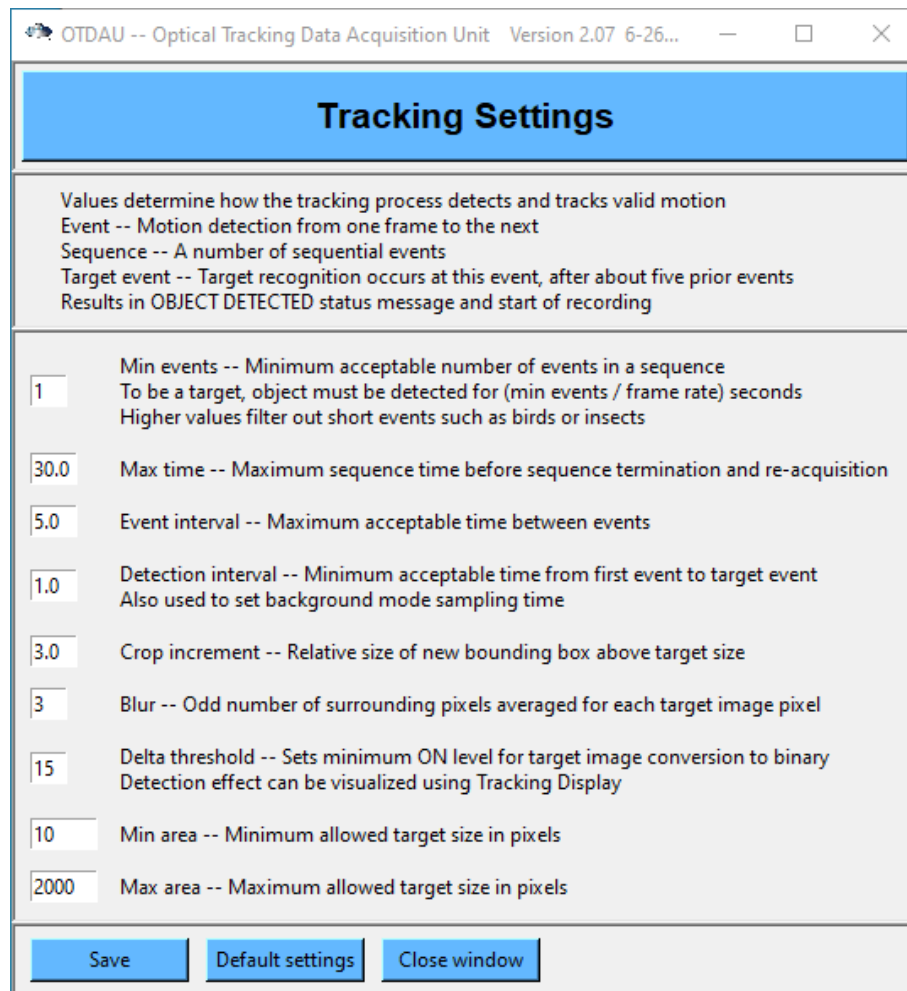 OTDAU -- Optical Tracking Data Acquisition Unit Version 2.07 6-26...
Tracking Settings
Values determine how the tracking process detects and tracks valid motion
Event -- Motion detection from one frame to the next
Sequence -- A number of sequential events
Target event -- Target recognition occurs at this event, after about five prior events
Results in OBJECT DETECTED status message and start of recording
Min events -- Minimum acceptable number of events in a sequence
1 To be a target, object must be detected for (min events / frame rate) seconds
Higher values filter out short events such as birds or insects
30.0 Max time -- Maximum sequence time before sequence termination and re-acquisition
5.0 Event interval -- Maximum acceptable time between events
Detection interval -- Minimum acceptable time from first event to target event
1.0 Also used to set background mode sampling time
3.0 Crop increment -- Relative size of new bounding box above target size
3 Blur -- Odd number of surrounding pixels averaged for each target image pixel
Delta threshold -- Sets minimum ON level for target image conversion to binary
15 Detection effect can be visualized using Tracking Display
10 Min area -- Minimum allowed target size in pixels
2000 Max area -- Maximum allowed target size in pixels
Save Default settings Close window